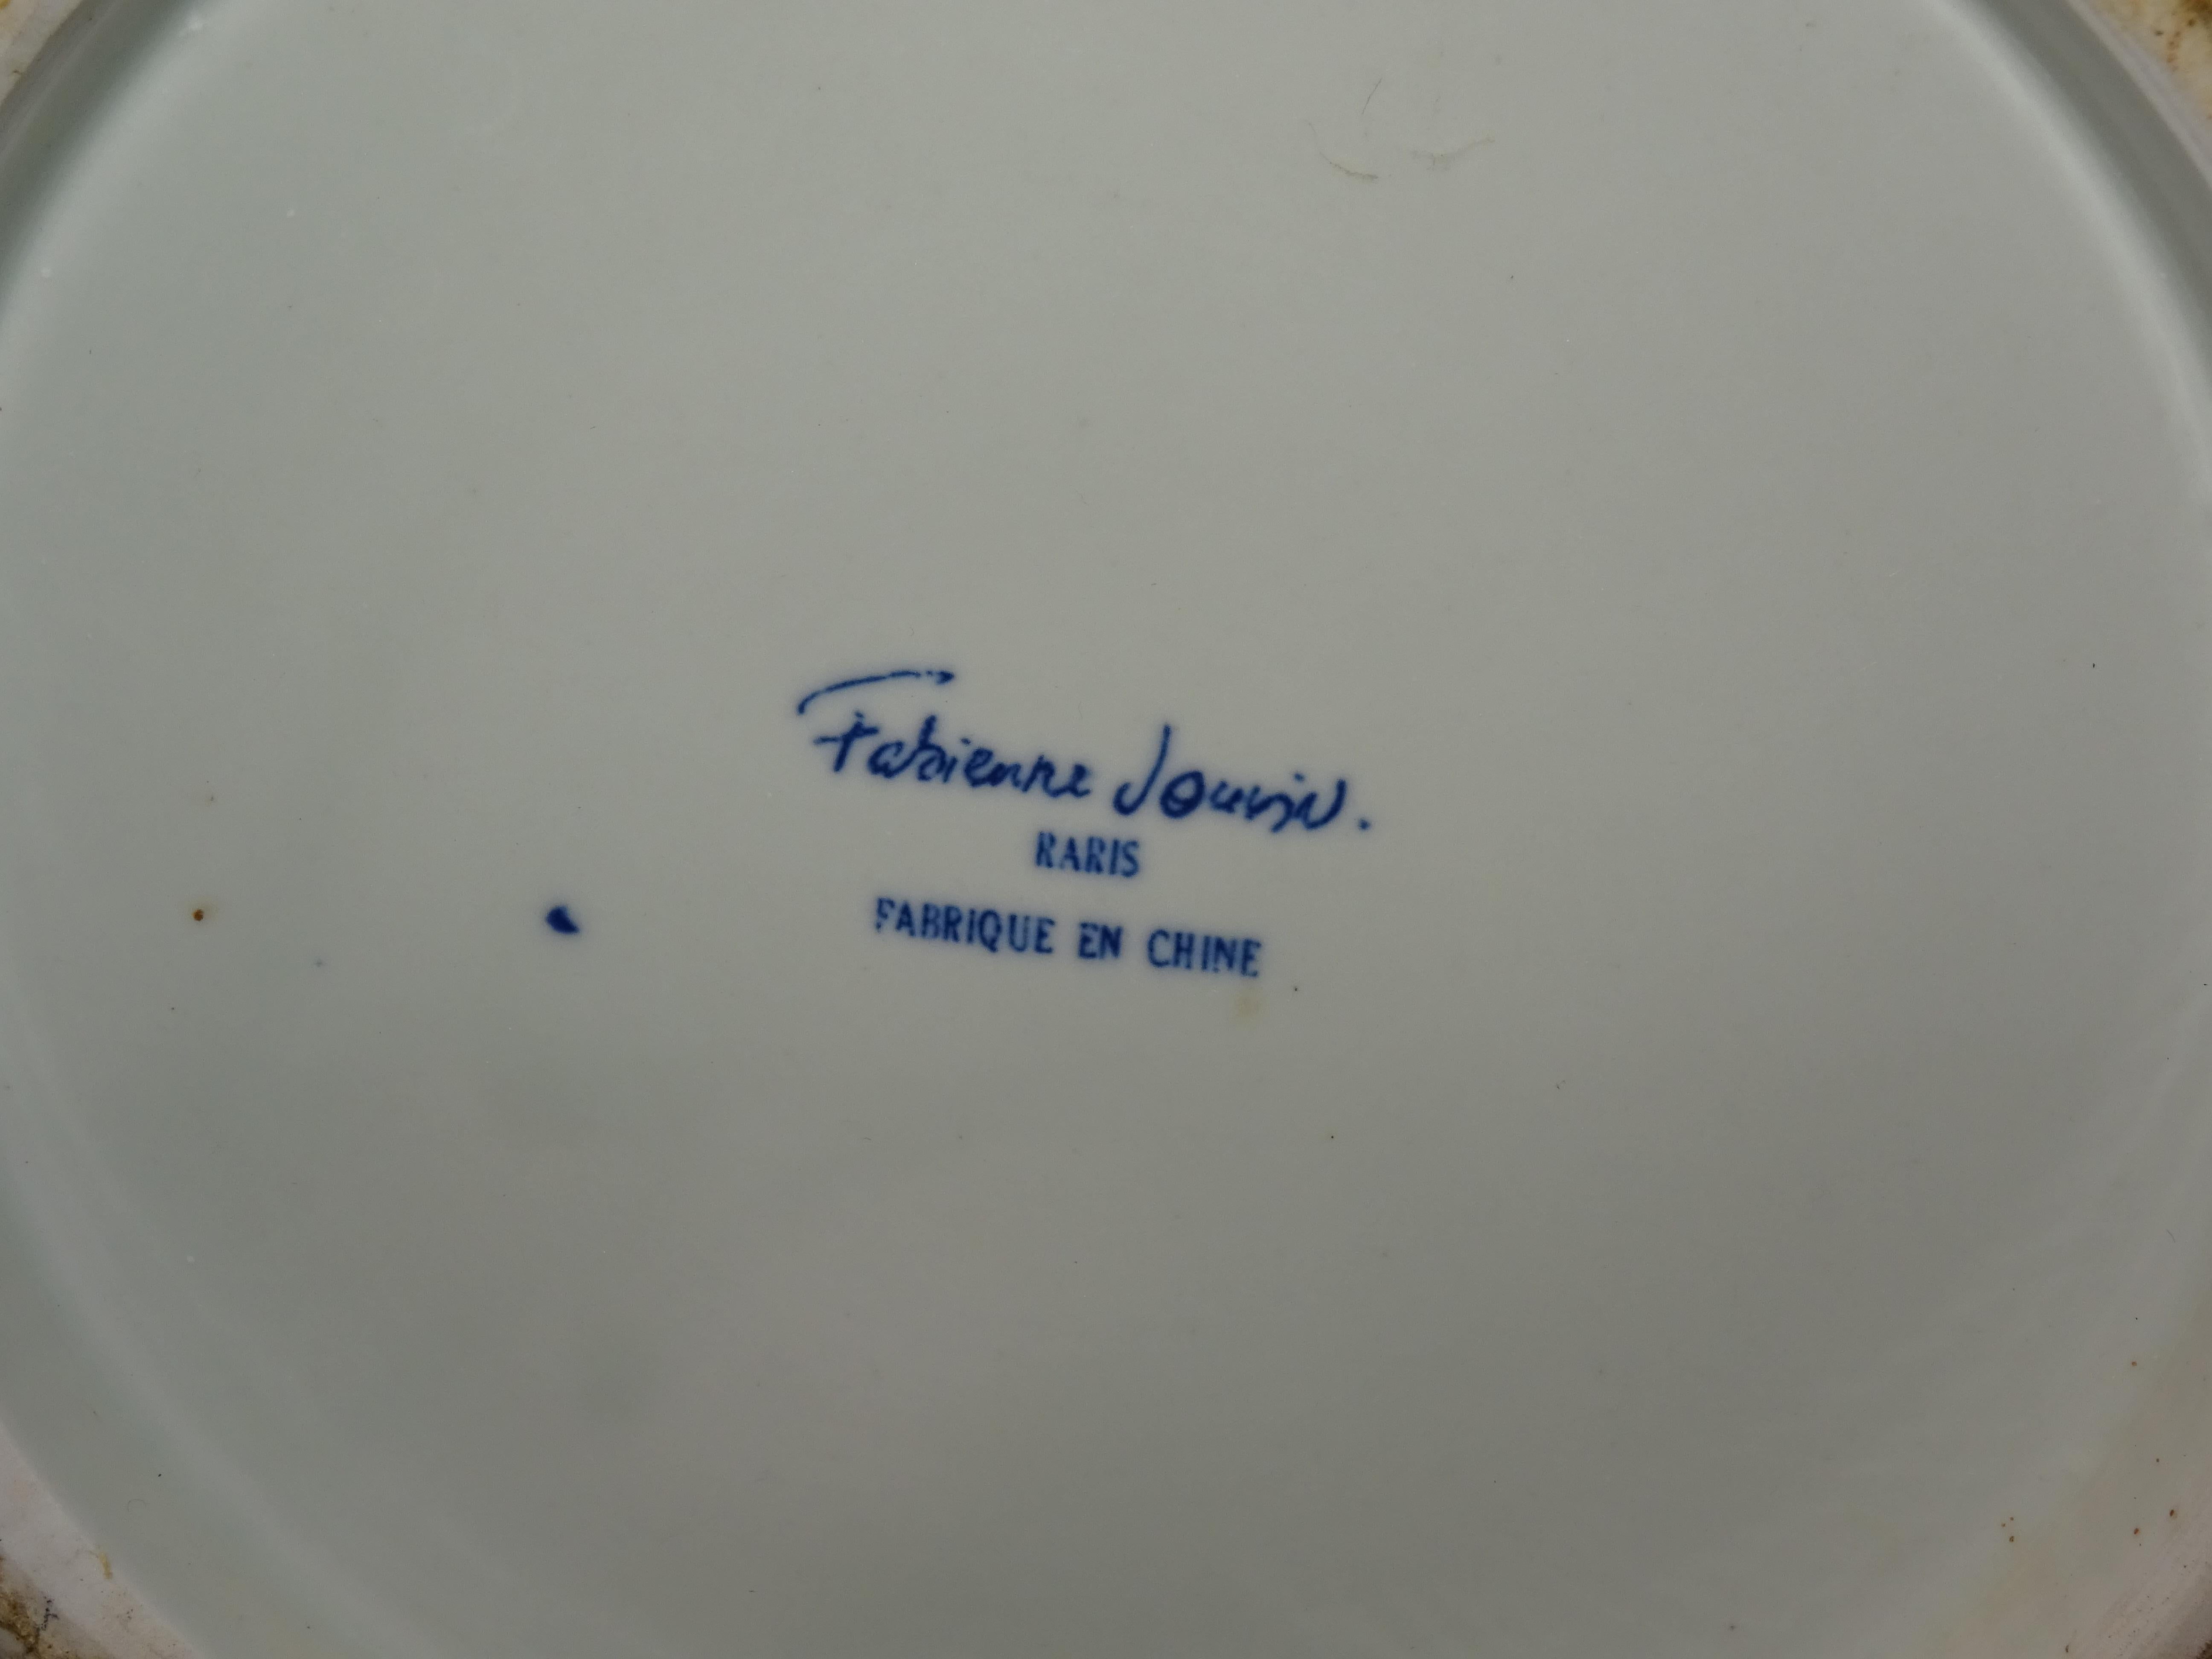 Fabienne Jouvin.
RARIS
FABRIQUE EN CHINE